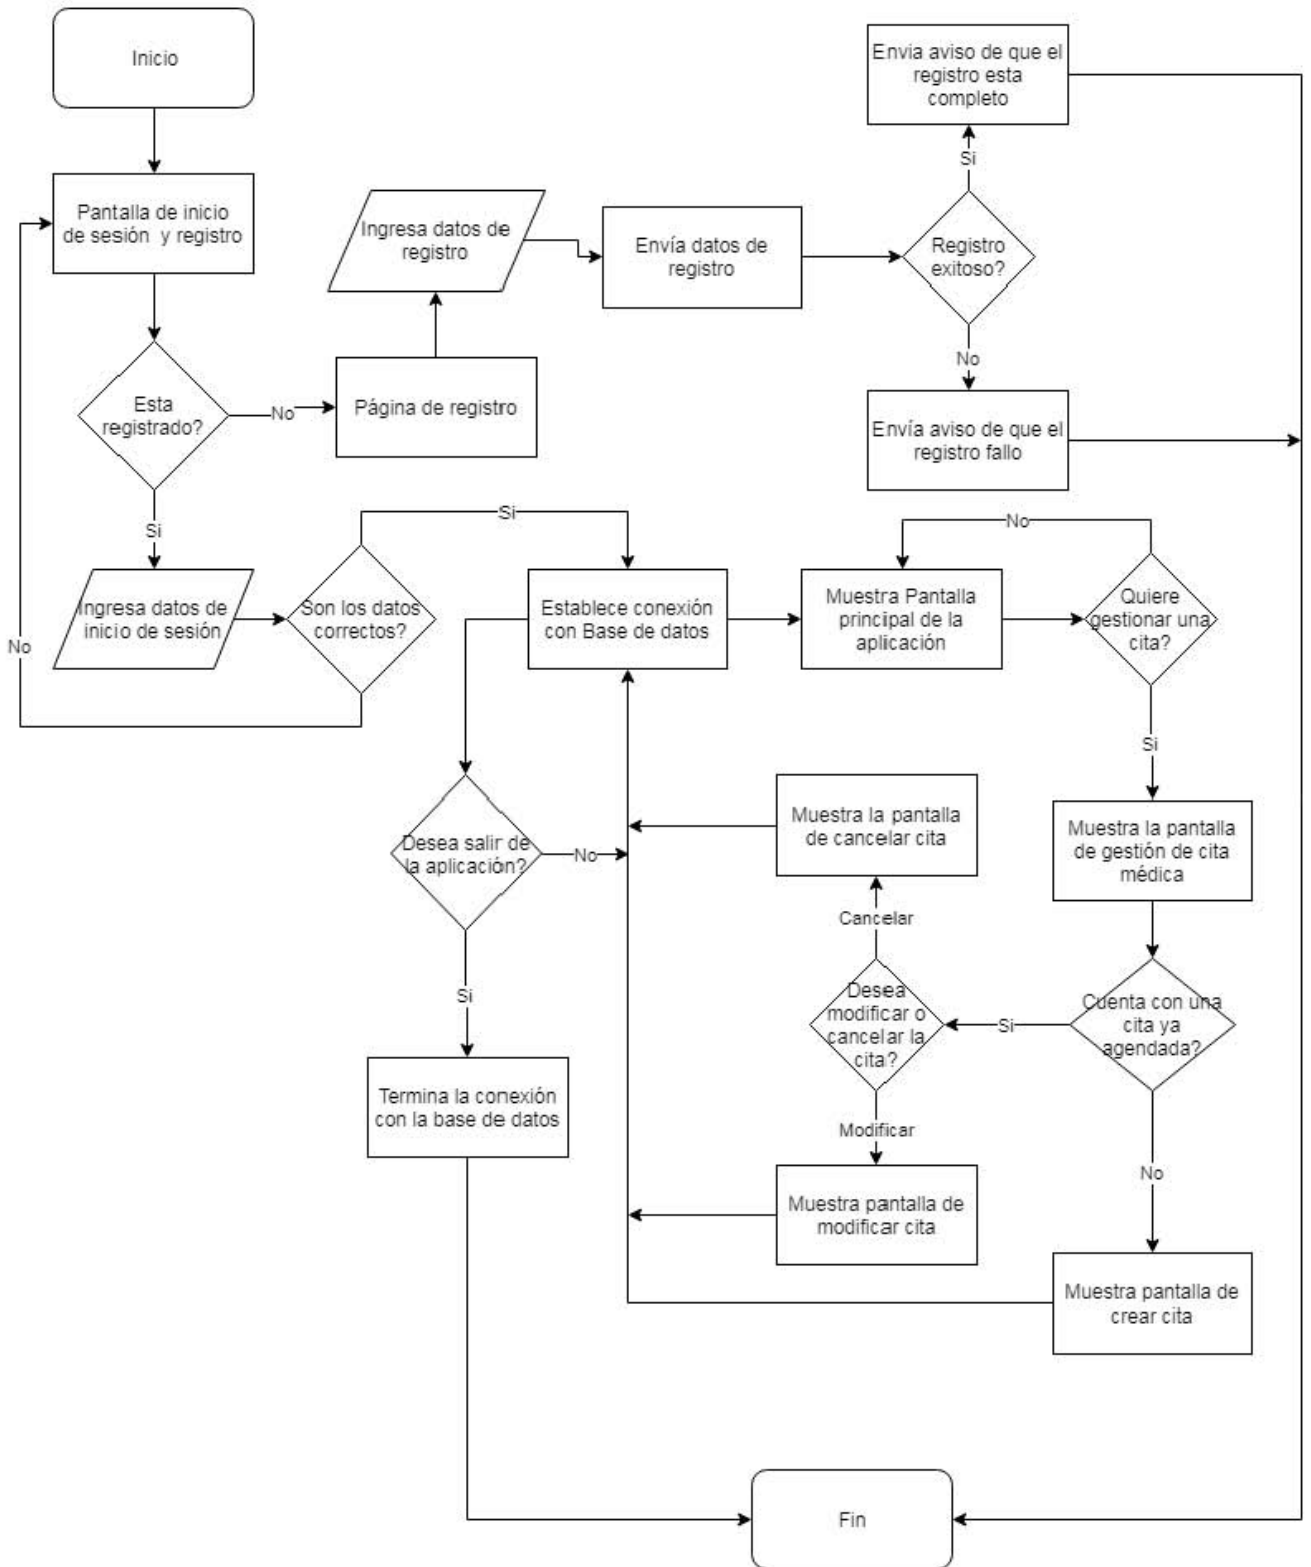 Inicio
Pantalla de inicio
de sesión y registro
Esta
registrado?
No
Página de registro
Ingresa datos de
registro
Envía datos de
registro
Registro
exitoso?
Si
Envia aviso de que el
registro esta
completo
No
Envía aviso de que el
registro fallo
Si
Ingresa datos de
inicio de sesión
Son los datos
correctos?
No
Si
Establece conexión
con Base de datos
Muestra Pantalla
principal de la
aplicación
Quiere
gestionar una
cita?
No
Si
Muestra la pantalla
de gestión de cita
médica
Cuenta con una
cita ya
agendada?
Si
Desea
modificar o
cancelar la
cita?
Cancelar
Muestra la pantalla
de cancelar cita
Modificar
Muestra pantalla de
modificar cita
No
Muestra pantalla de
crear cita
Desea salir de
la aplicación?
No
Si
Termina la conexión
con la base de datos
Fin